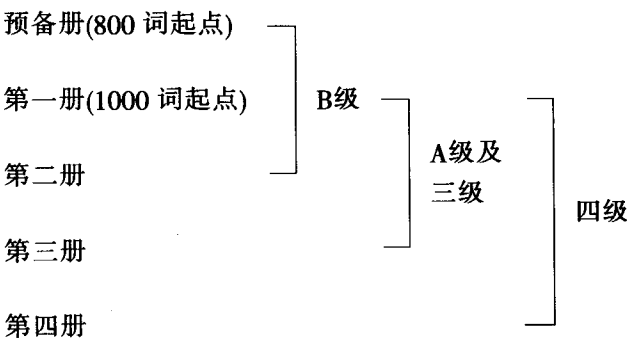 预备册(800 词起点)
第一册(1000 词起点)
第二册
第三册
第四册
B级
A级及
三级
四级